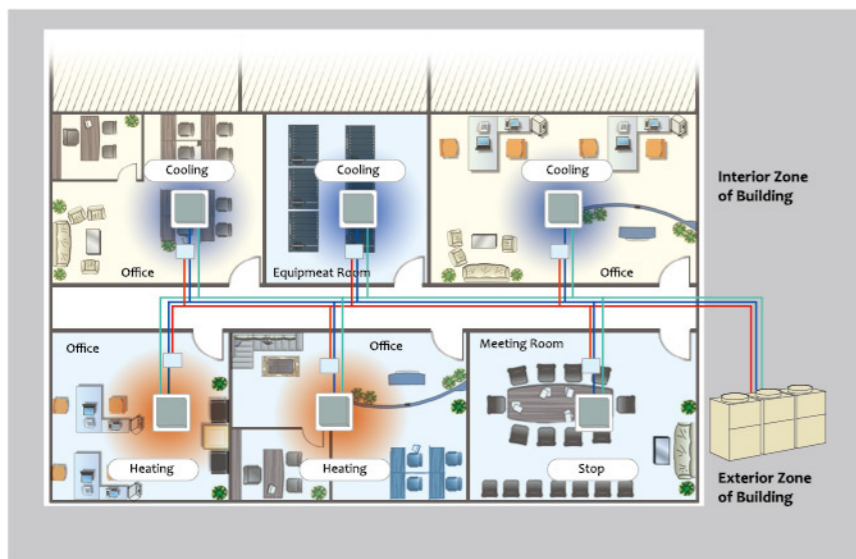 Cooling
Cooling
Cooling
Interior Zone
of Building
Office
Equipmeat Room
Office
Office
Office
Meeting Room
Heating
Heating
Stop
Exterior Zone
of Building